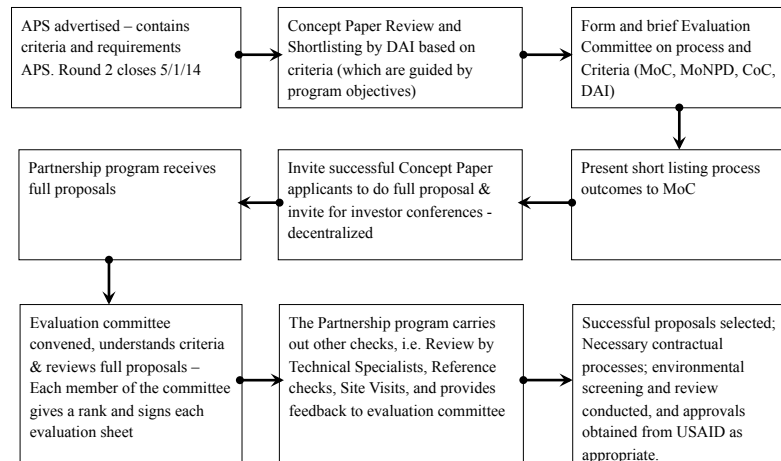 APS advertised – contains
criteria and requirements
APS. Round 2 closes 5/1/14
Concept Paper Review and
Shortlisting by DAI based on
criteria (which are guided by
program objectives)
Form and brief Evaluation
Committee on process and
Criteria (MoC, MoNPD, CoC,
DAI)
Present short listing process
outcomes to MoC
Invite successful Concept Paper
applicants to do full proposal &
invite for investor conferences -
decentralized
Partnership program receives
full proposals
Evaluation committee
convened, understands criteria
& reviews full proposals –
Each member of the committee
gives a rank and signs each
evaluation sheet
The Partnership program carries
out other checks, i.e. Review by
Technical Specialists, Reference
checks, Site Visits, and provides
feedback to evaluation committee
Successful proposals selected;
Necessary contractual
processes; environmental
screening and review
conducted, and approvals
obtained from USAID as
appropriate.